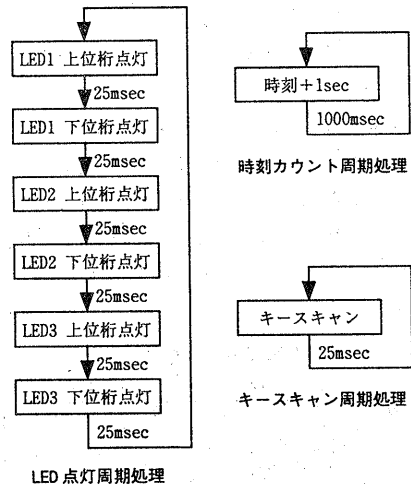 LED1 上位桁点灯
25msec
LED1 下位桁点灯
25msec
LED2 上位桁点灯
25msec
LED2 下位桁点灯
25msec
LED3 上位桁点灯
25msec
LED3 下位桁点灯
25msec
LED 点灯周期処理
時刻+1sec
1000msec
時刻カウント周期処理
キースキャン
25msec
キースキャン周期処理